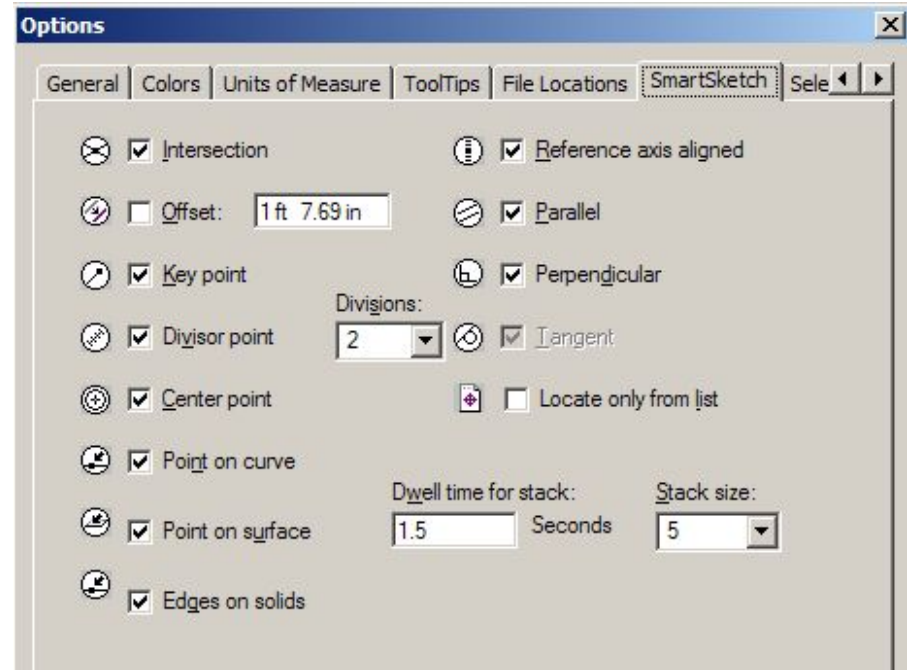 Options
General Colors Units of Measure ToolTips File Locations SmartSketch Sele
Intersection Reference axis aligned
Offset: 1 ft 7.69 in Parallel
Key point Perpendicular
Divisions:
Divisor point 2 Tangent
Center point Locate only from list
Point on curve
Dwell time for stack: Stack size:
Point on surface 1.5 Seconds 5
Edges on solids